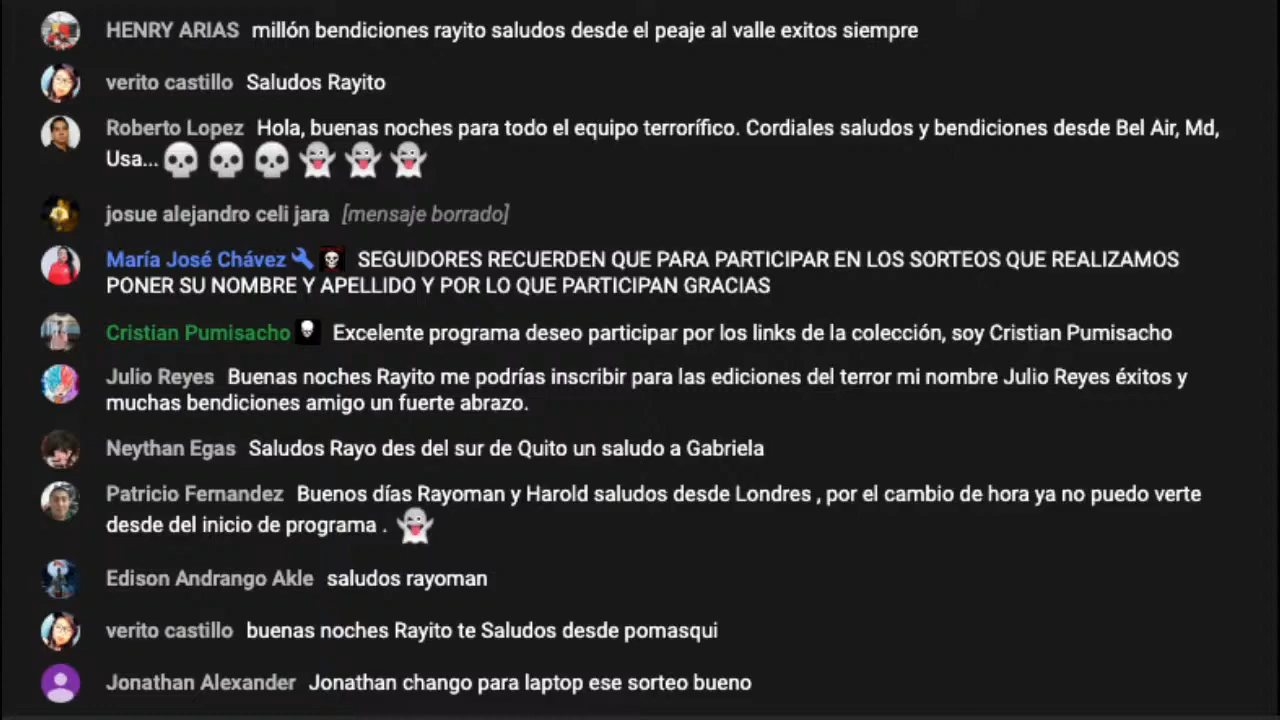 HENRY ARIAS millón bendiciones rayito saludos desde el peaje al valle exitos siempre
verito castillo Saludos Rayito
Roberto Lopez Hola, buenas noches para todo el equipo terrorífico. Cordiales saludos y bendiciones desde Bel Air, Md,
Usa...
josue alejandro celi jara [mensaje borrado]
María José Chávez SEGUIDORES RECUERDEN QUE PARA PARTICIPAR EN LOS SORTEOS QUE REALIZAMOS
PONER SU NOMBRE Y APELLIDO Y POR LO QUE PARTICIPAN GRACIAS
Cristian Pumisacho Excelente programa deseo participar por los links de la colección, soy Cristian Pumisacho
Julio Reyes Buenas noches Rayito me podrías inscribir para las ediciones del terror mi nombre Julio Reyes éxitos y
muchas bendiciones amigo un fuerte abrazo.
Neythan Egas Saludos Rayo des del sur de Quito un saludo a Gabriela
Patricio Fernandez Buenos días Rayoman y Harold saludos desde Londres , por el cambio de hora ya no puedo verte
desde del inicio de programa .
Edison Andrango Akle saludos rayoman
verito castillo buenas noches Rayito te Saludos desde pomasqui
Jonathan Alexander Jonathan chango para laptop ese sorteo bueno